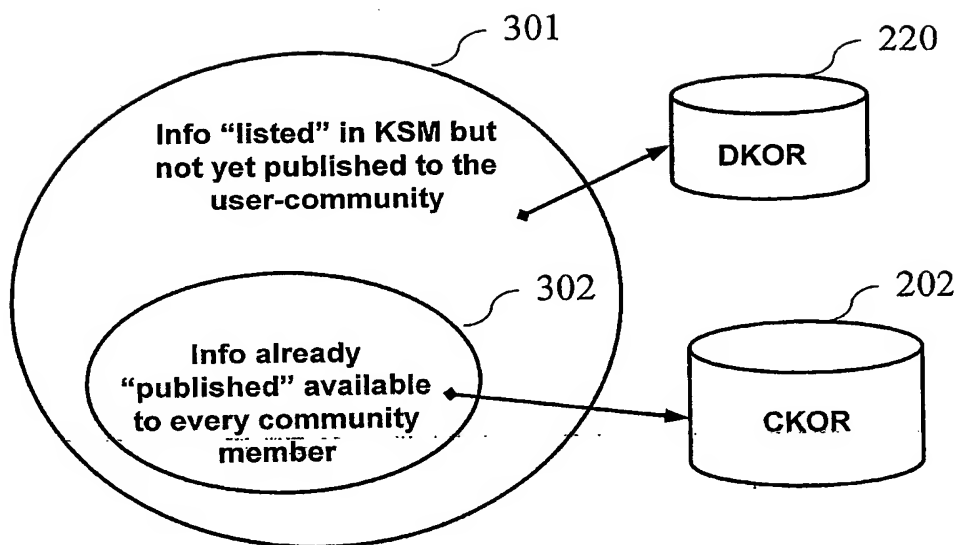 301
220
Info "listed" in KSM but
not yet published to the
user-community
DKOR
302
202
Info already
"published" available
to every community
member
CKOR